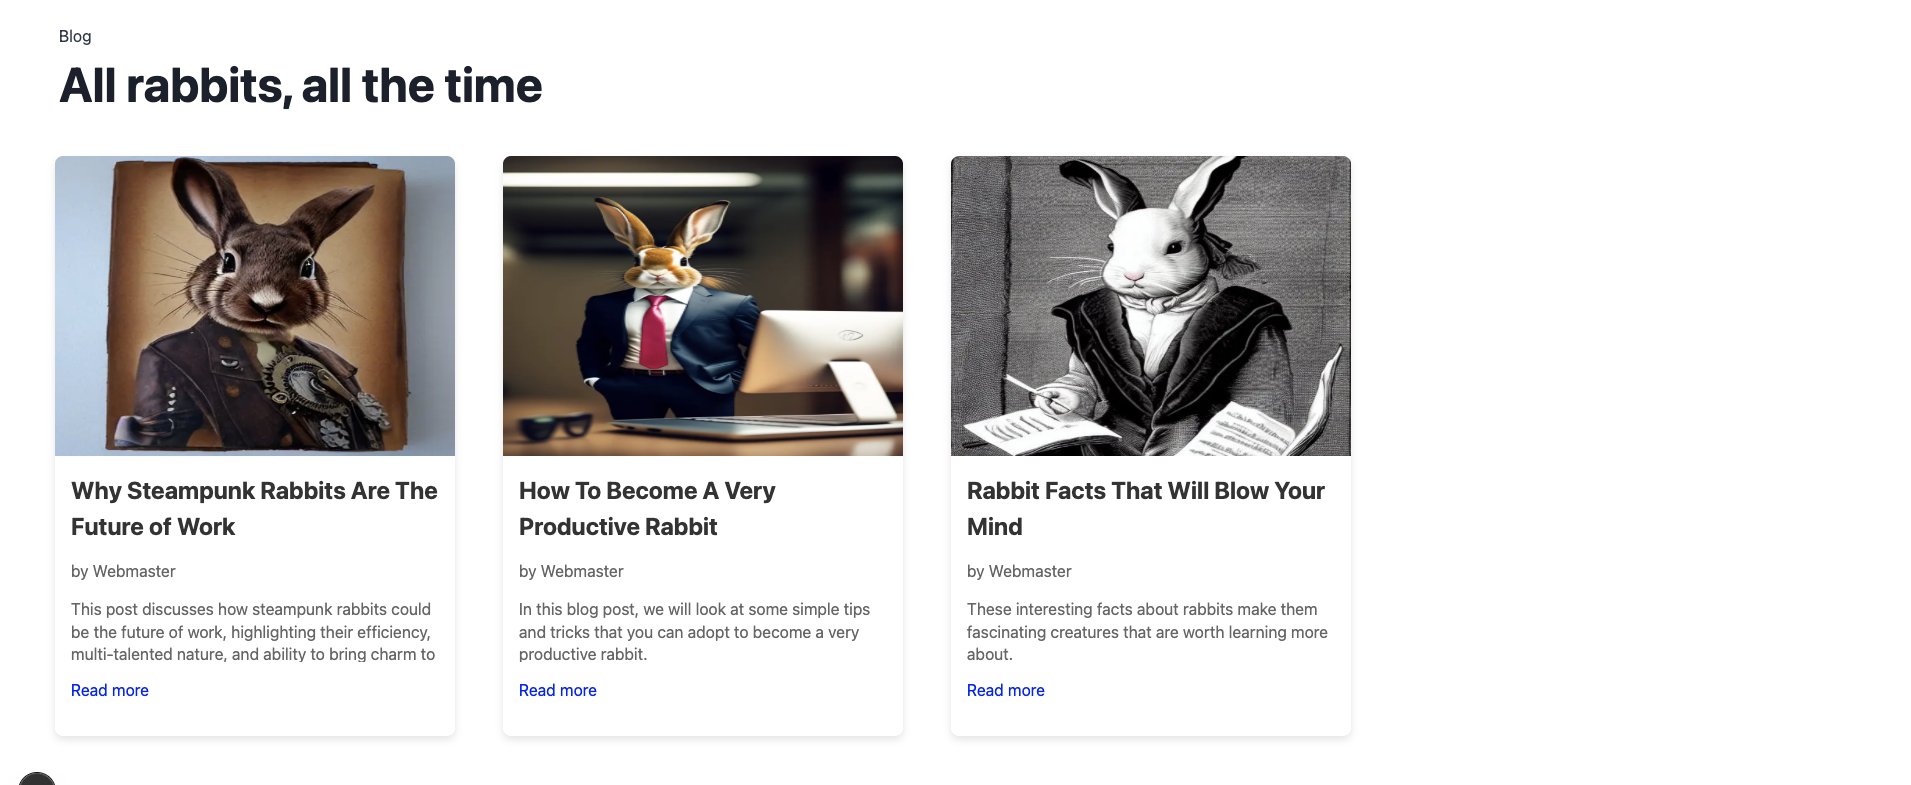 Blog
All rabbits, all the time
Why Steampunk Rabbits Are The
Future of Work
by Webmaster
This post discusses how steampunk rabbits could
be the future of work, highlighting their efficiency,
multi-talented nature, and ability to bring charm to
Read more
How To Become A Very
Productive Rabbit
by Webmaster
In this blog post, we will look at some simple tips
and tricks that you can adopt to become a very
productive rabbit.
Read more
Rabbit Facts That Will Blow Your
Mind
by Webmaster
These interesting facts about rabbits make them
fascinating creatures that are worth learning more
about.
Read more